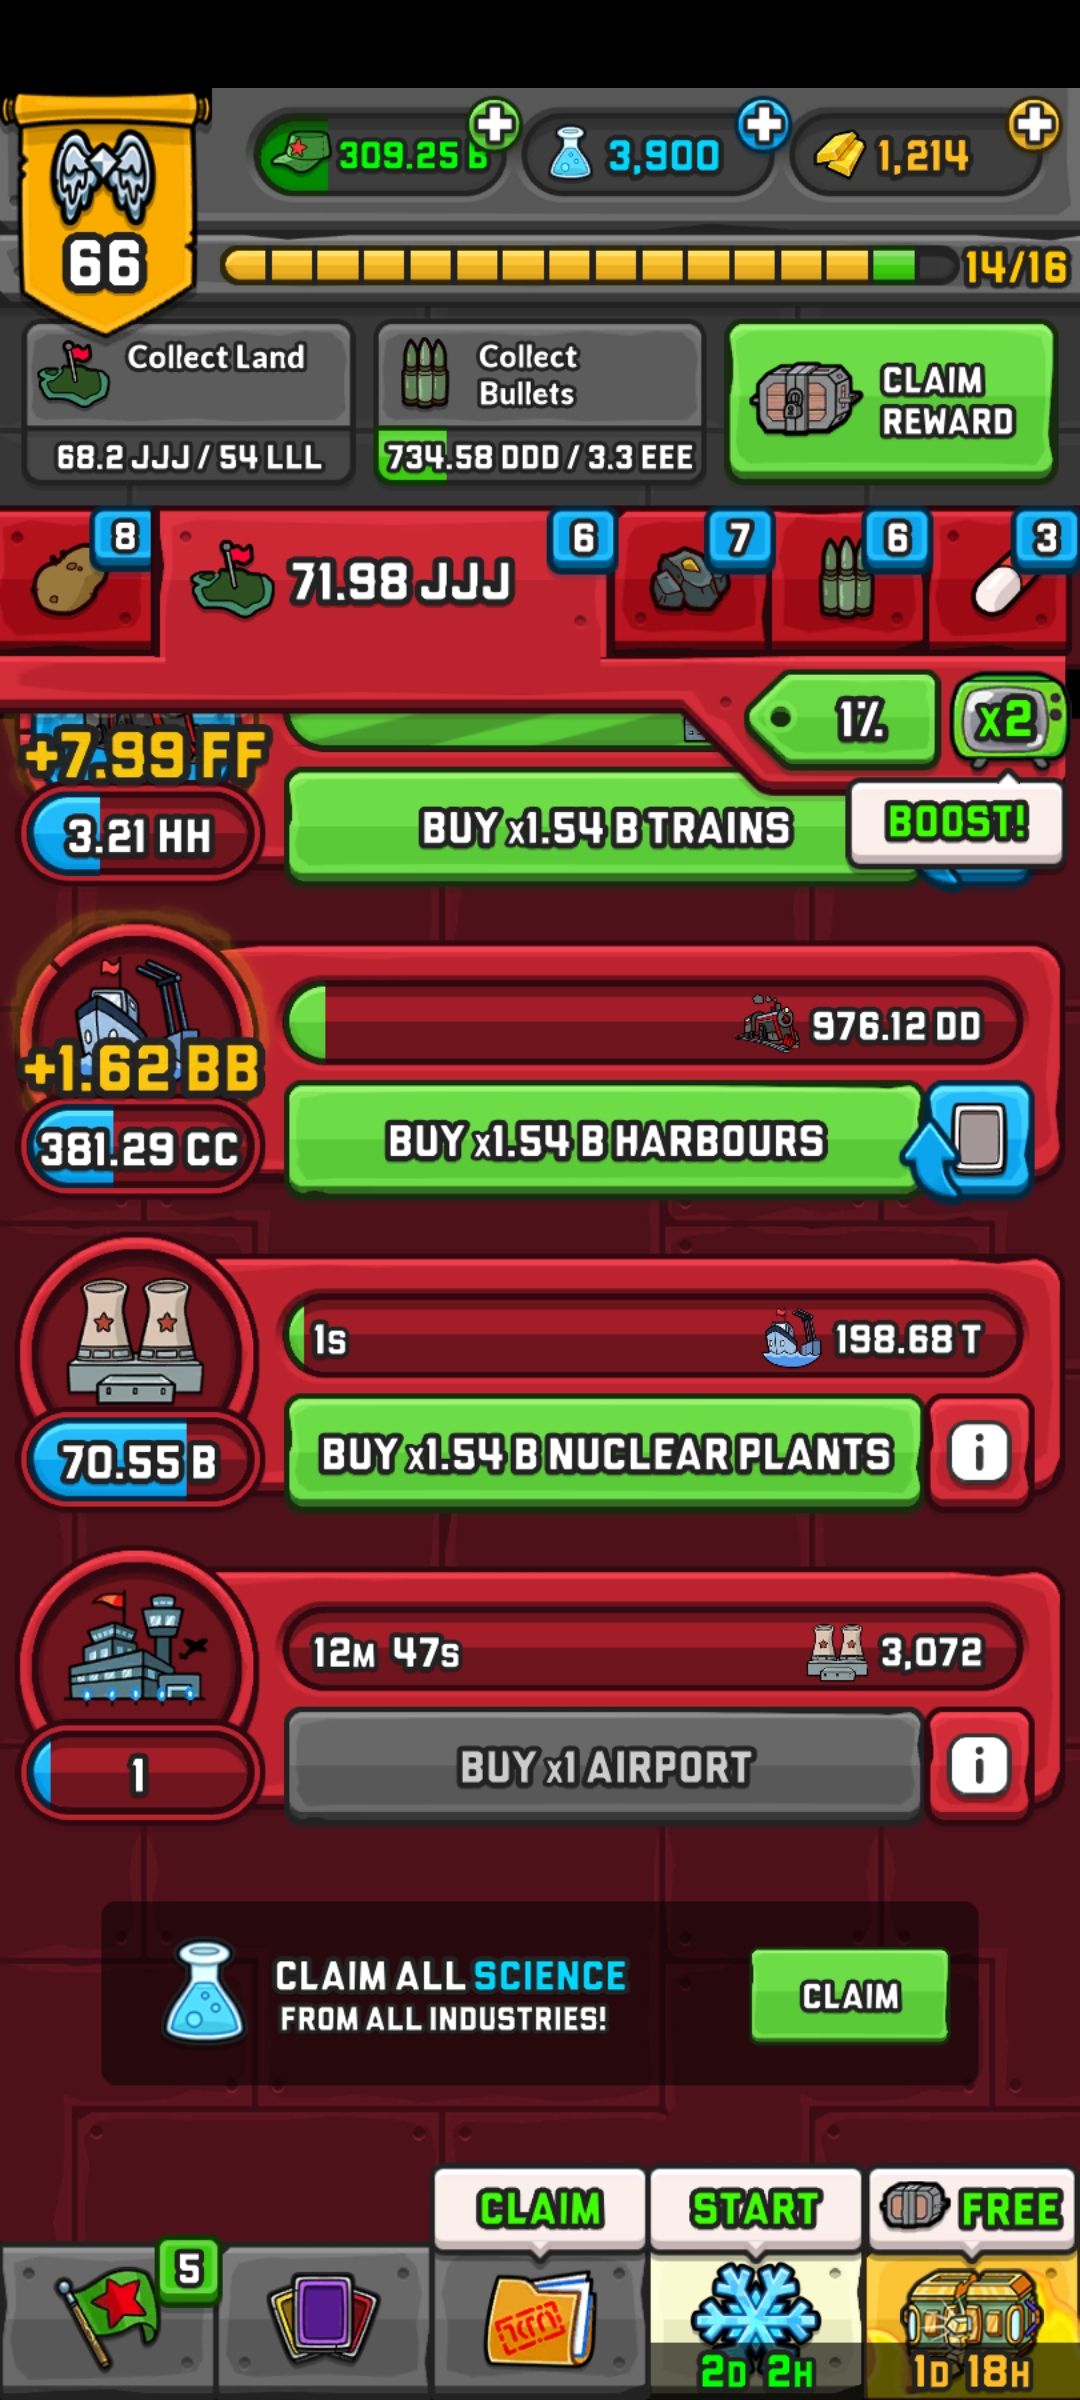 309.25 B
3,900
1,214
66
14/16
Collect Land
68.2 JJJ / 54 LLL
Collect
Bullets
734.58 DDD / 3.3 EEE
CLAIM
REWARD
8
71.98 JJJ
6
7
6
3
1%
x2
BOOST!
+7.99 FF
3.21 HH
BUY x1.54 B TRAINS
+1.62 BB
381.29 CC
976.12 DD
BUY x1.54 B HARBOURS
1s
198.68 T
70.55 B
BUY x1.54 B NUCLEAR PLANTS
i
12M 47s
3,072
1
BUY x1 AIRPORT
i
CLAIM ALL SCIENCE
FROM ALL INDUSTRIES!
CLAIM
CLAIM
START
FREE
5
2D 2H
1D 18H